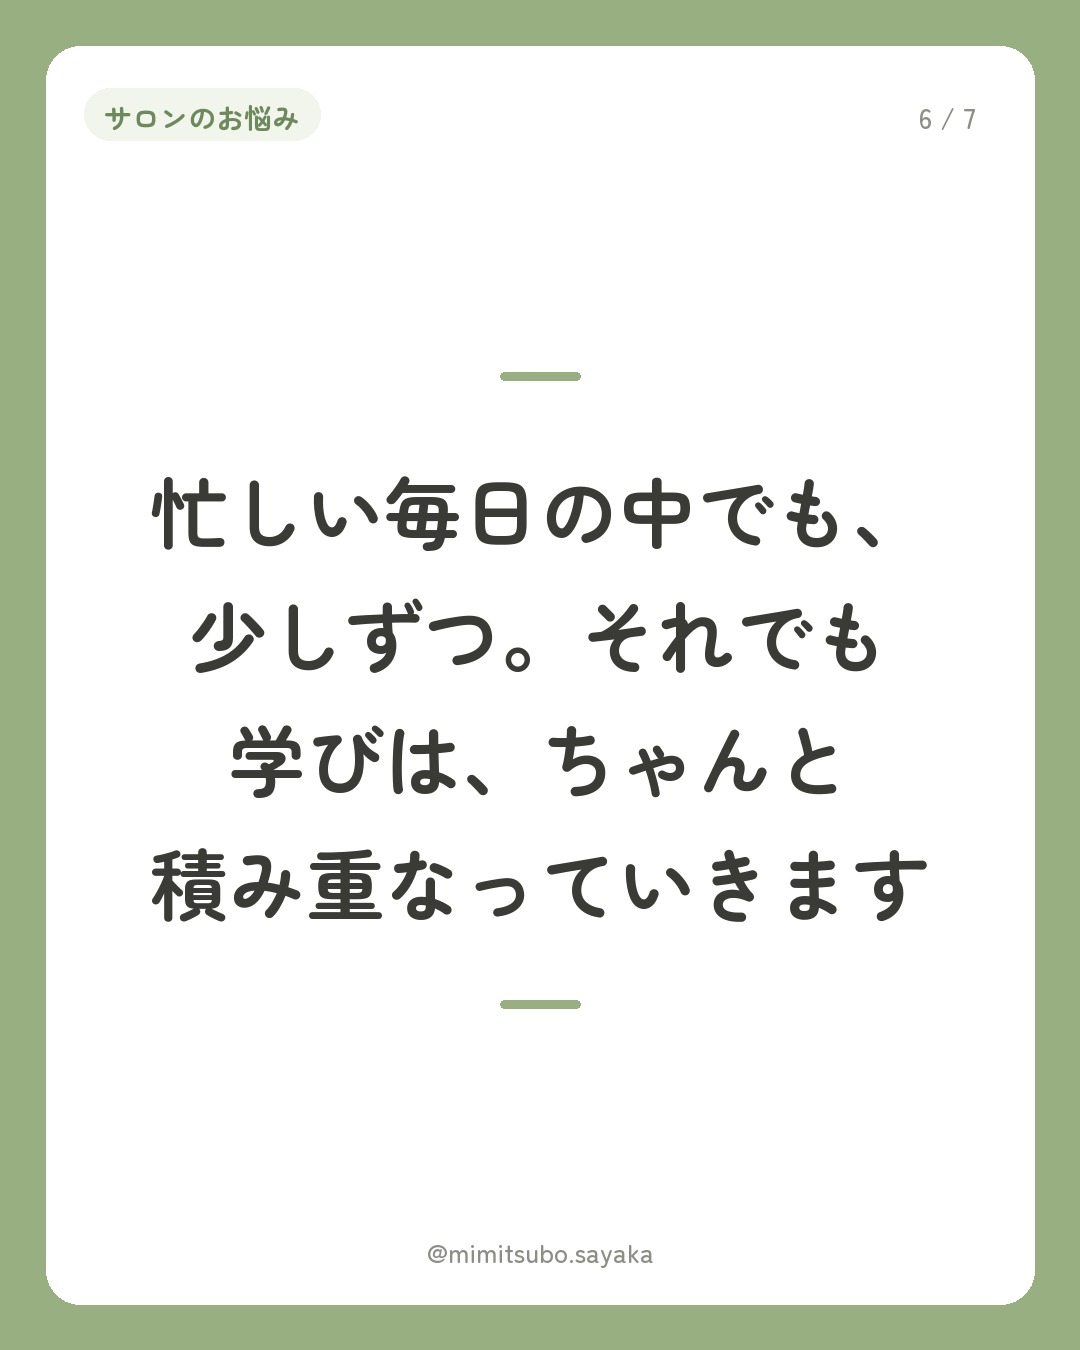 サロンのお悩み
6 / 7
忙しい毎日の中でも、
少しずつ。それでも
学びは、ちゃんと
積み重なっていきます
@mimitsubo.sayaka